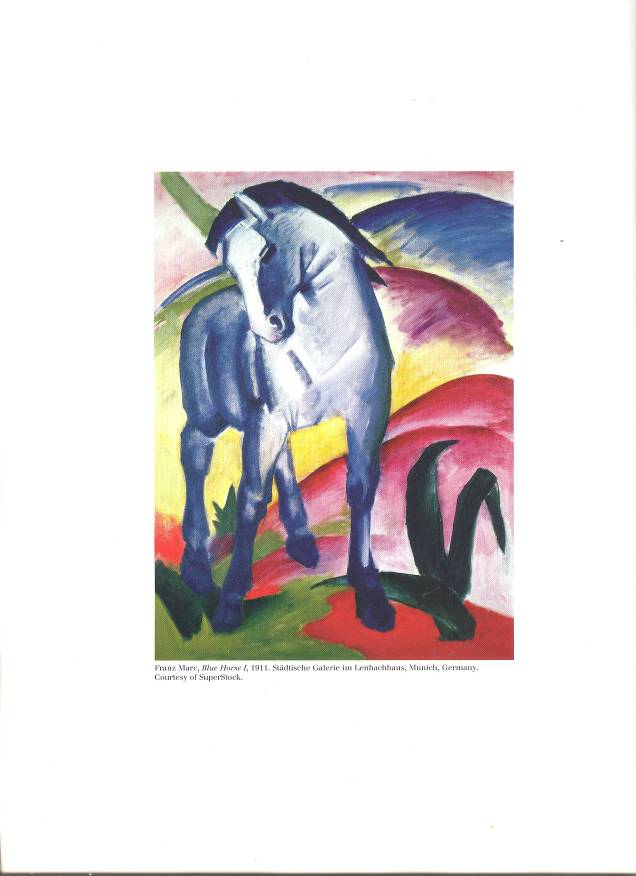 Franz Marc, Blue Horse I, 1911. Städtische Galerie im Lenbachhaus, Munich, Germany.
Courtesy of SuperStock.